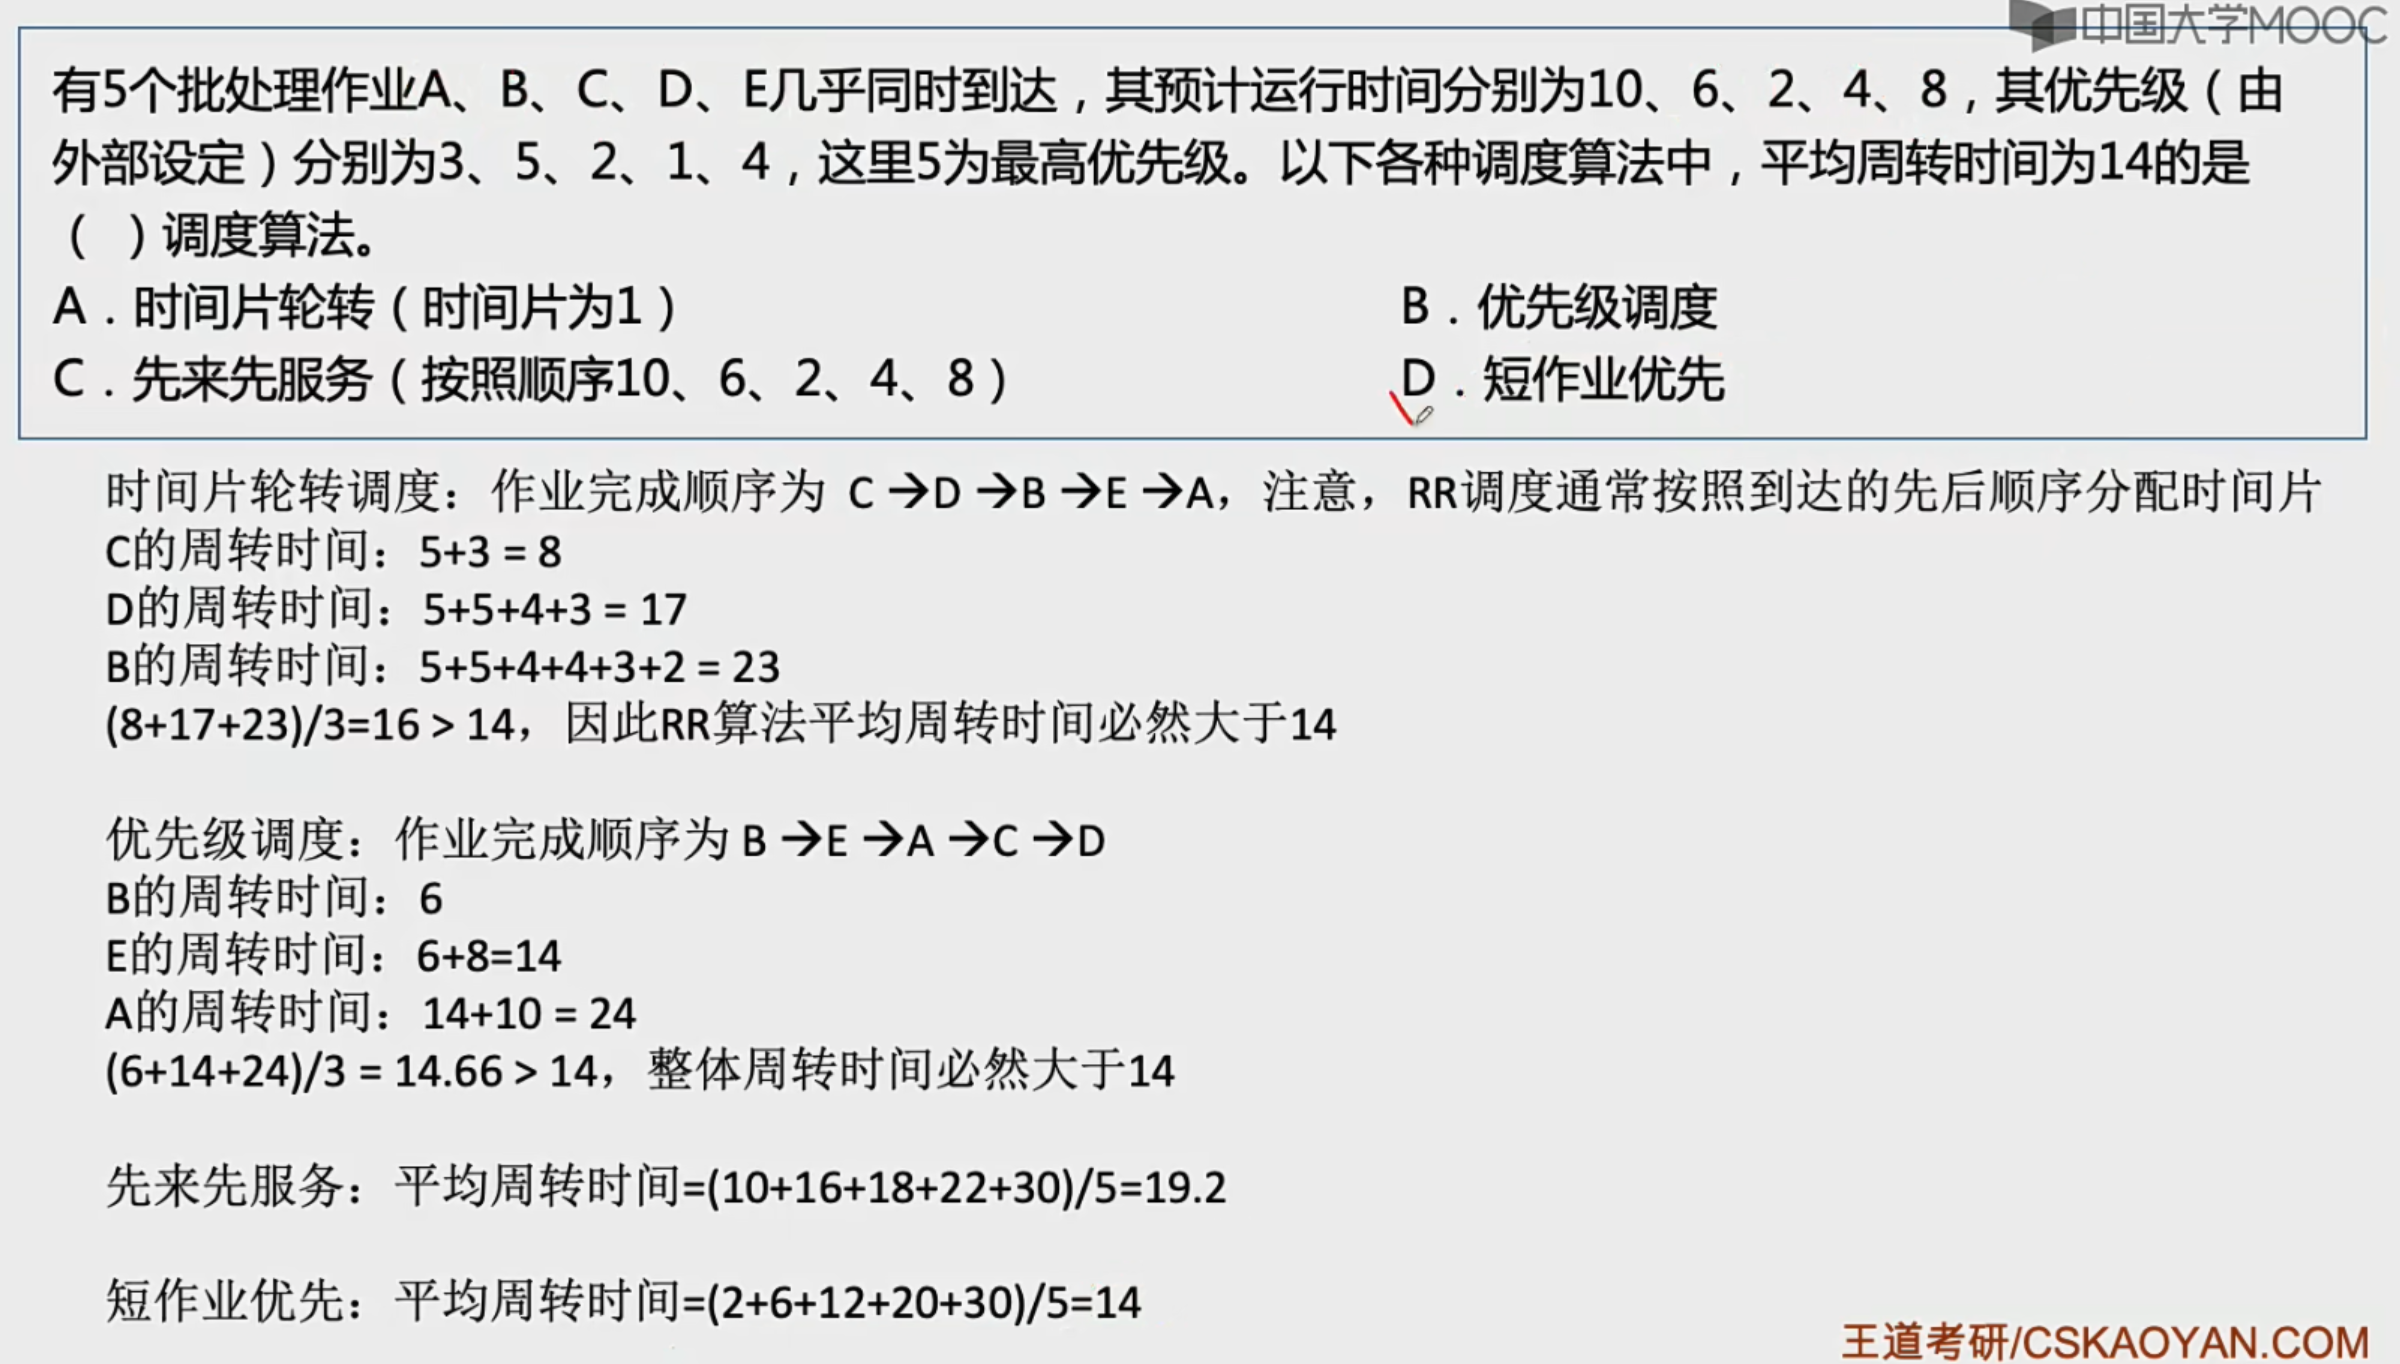 中国大学MOOC
有5个批处理作业A、B、C、D、E几乎同时到达，其预计运行时间分别为10、6、2、4、8，其优先级（由
外部设定）分别为3、5、2、1、4，这里5为最高优先级。以下各种调度算法中，平均周转时间为14的是
（ ）调度算法。
A．时间片轮转（时间片为1） B．优先级调度
C．先来先服务（按照顺序10、6、2、4、8） D．短作业优先
时间片轮转调度：作业完成顺序为 C →D →B →E →A，注意，RR调度通常按照到达的先后顺序分配时间片
C的周转时间：5+3 = 8
D的周转时间：5+5+4+3 = 17
B的周转时间：5+5+4+4+3+2 = 23
(8+17+23)/3=16 > 14，因此RR算法平均周转时间必然大于14
优先级调度：作业完成顺序为 B →E →A →C →D
B的周转时间：6
E的周转时间：6+8=14
A的周转时间：14+10 = 24
(6+14+24)/3 = 14.66 > 14，整体周转时间必然大于14
先来先服务：平均周转时间=(10+16+18+22+30)/5=19.2
短作业优先：平均周转时间=(2+6+12+20+30)/5=14
王道考研/CSKAOYAN.COM